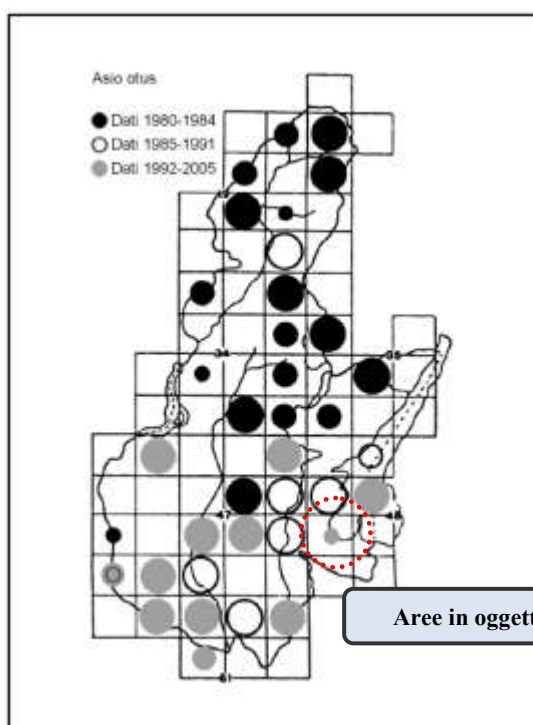 Asio otus
Dati 1980-1984
Dati 1985-1991
Dati 1992-2005
34
35
47
48
Aree in oggett
61